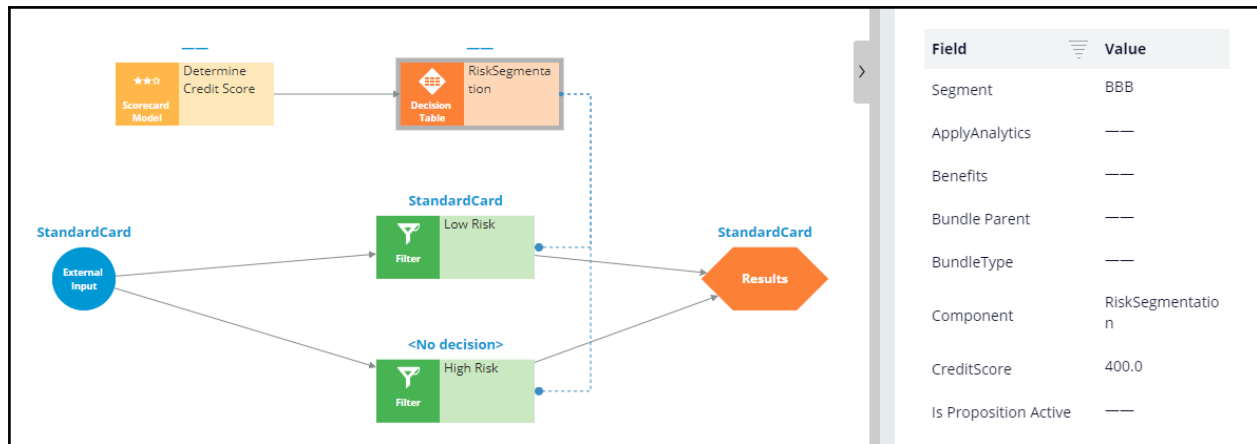 ——
Determine
Credit Score
Scorecard
Model
——
RiskSegmenta
tion
Decision
Table
StandardCard
External
Input
StandardCard
Low Risk
Filter
<No decision>
High Risk
Filter
StandardCard
Results
Field Value
Segment BBB
ApplyAnalytics ——
Benefits ——
Bundle Parent ——
BundleType ——
Component RiskSegmentatio
n
CreditScore 400.0
Is Proposition Active ——